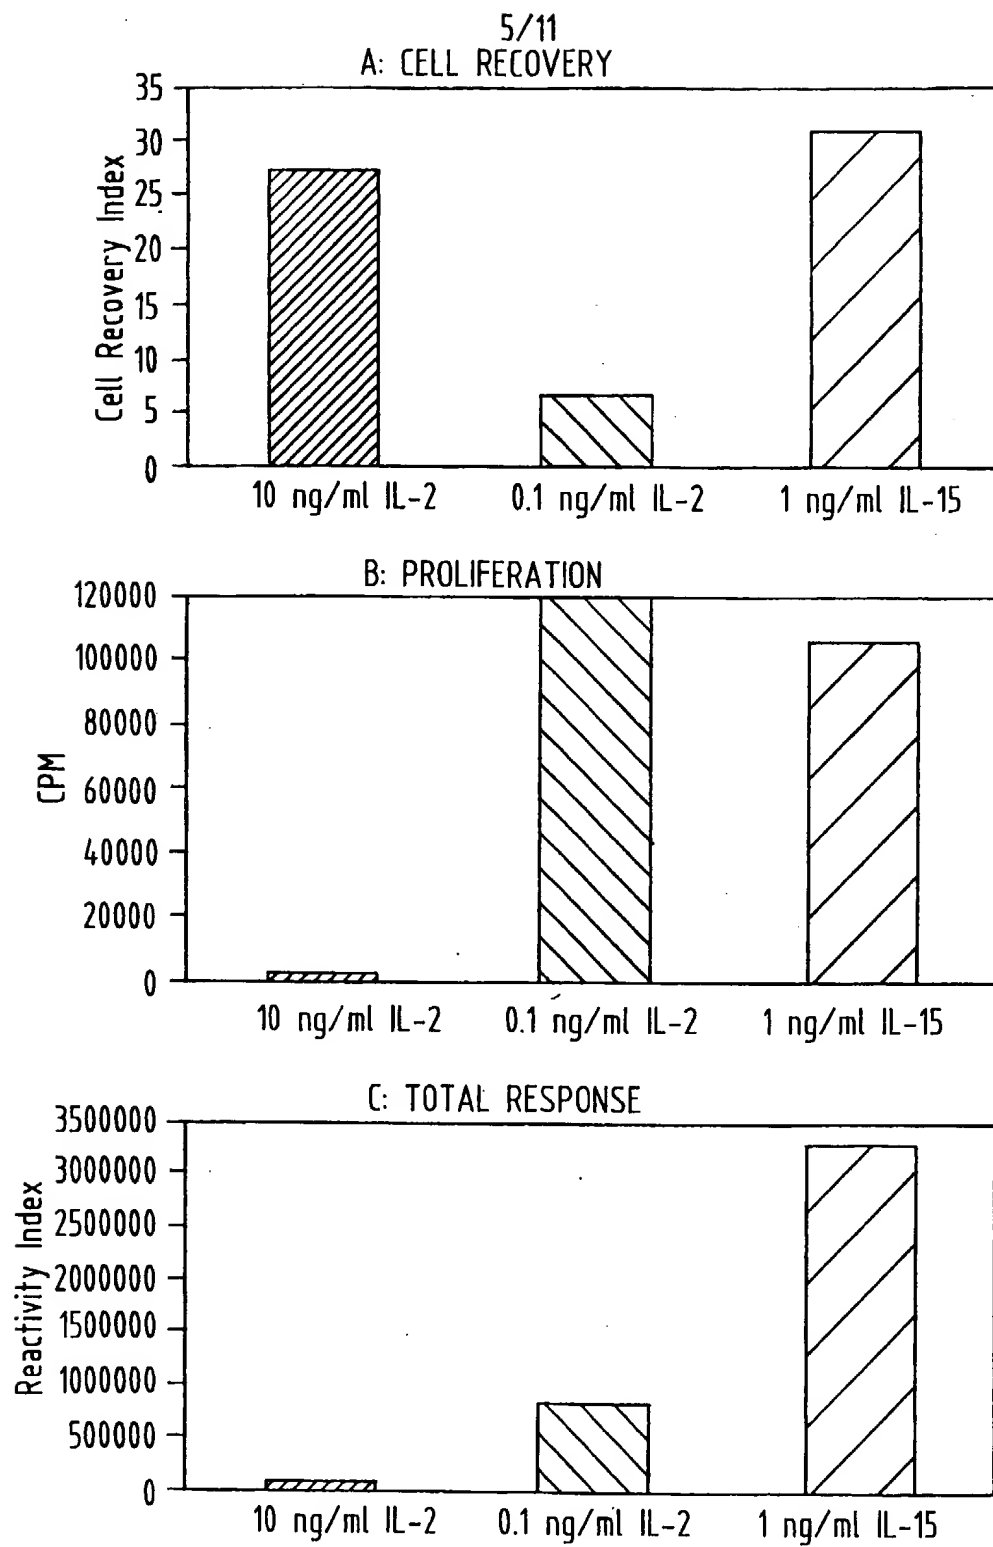 5/11
A: CELL RECOVERY
Cell Recovery Index
35
30
25
20
15
10
5
0
10 ng/ml IL-2
0.1 ng/ml IL-2
1 ng/ml IL-15
B: PROLIFERATION
CPM
120000
100000
80000
60000
40000
20000
0
10 ng/ml IL-2
0.1 ng/ml IL-2
1 ng/ml IL-15
C: TOTAL RESPONSE
Reactivity Index
3500000
3000000
2500000
2000000
1500000
1000000
500000
0
10 ng/ml IL-2
0.1 ng/ml IL-2
1 ng/ml IL-15